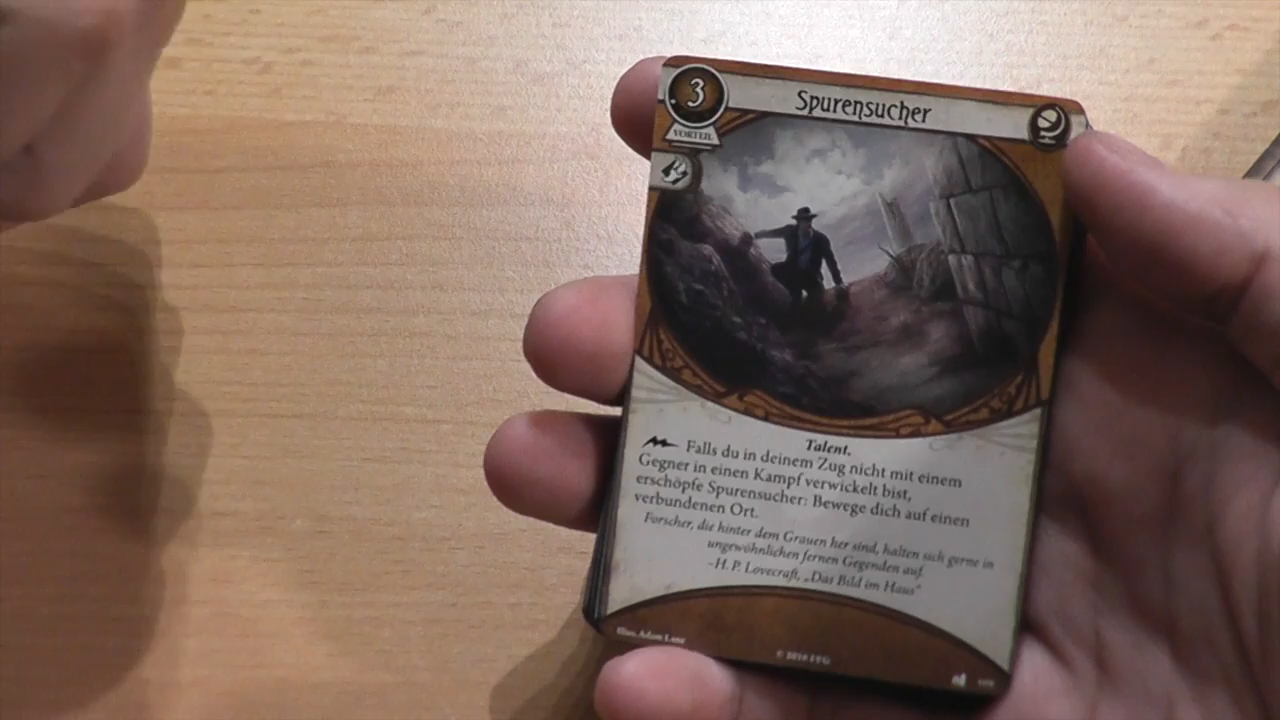 3
Spurensucher
VORTEIL
Talent.
Falls du in deinem Zug nicht mit einem
Gegner in einen Kampf verwickelt bist,
erschöpfe Spurensucher: Bewege dich auf einen
verbundenen Ort.
Forscher, die hinter dem Grauen her sind, halten sich gerne in
ungewöhnlichen fernen Gegenden auf.
–H. P. Lovecraft, „Das Bild im Haus“
Illus. Adam Lane
© 2016 FFG